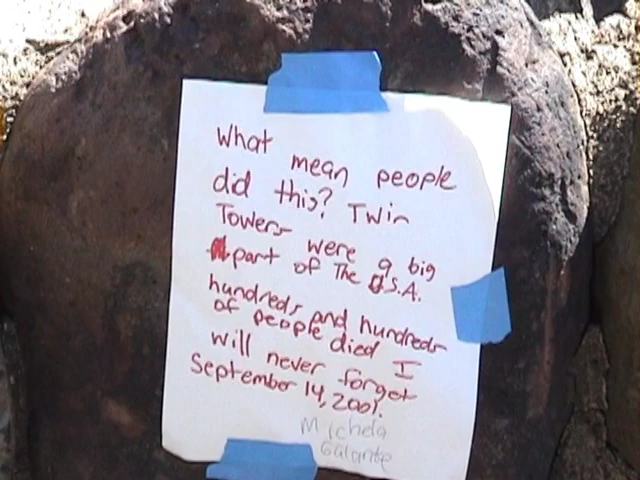 What mean people
did this? Twin
Towers were a big
part of The U.S.A.
hundreds and hundreds
of people died I
will never forget
September 14, 2001.
Michela
Galante